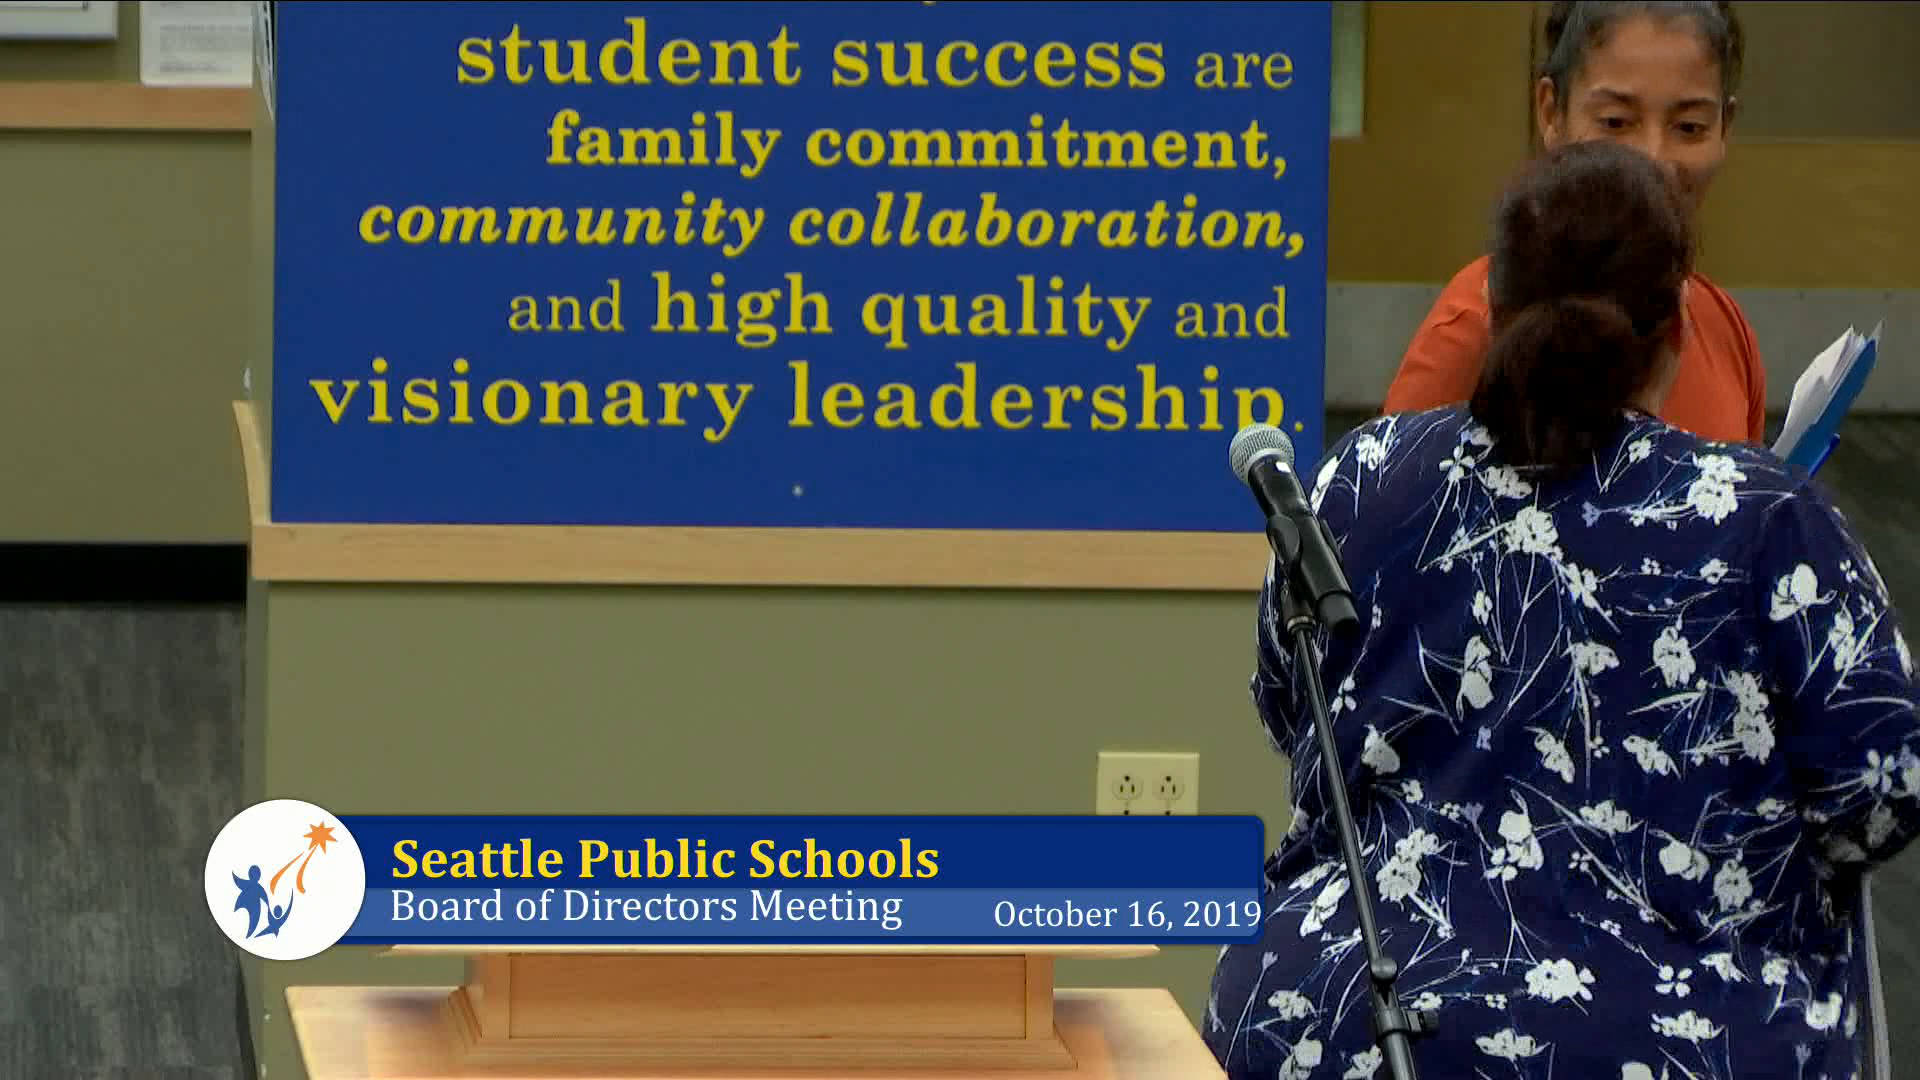 student success are
family commitment,
community collaboration,
and high quality and
visionary leadership.
Seattle Public Schools
Board of Directors Meeting
October 16, 2019